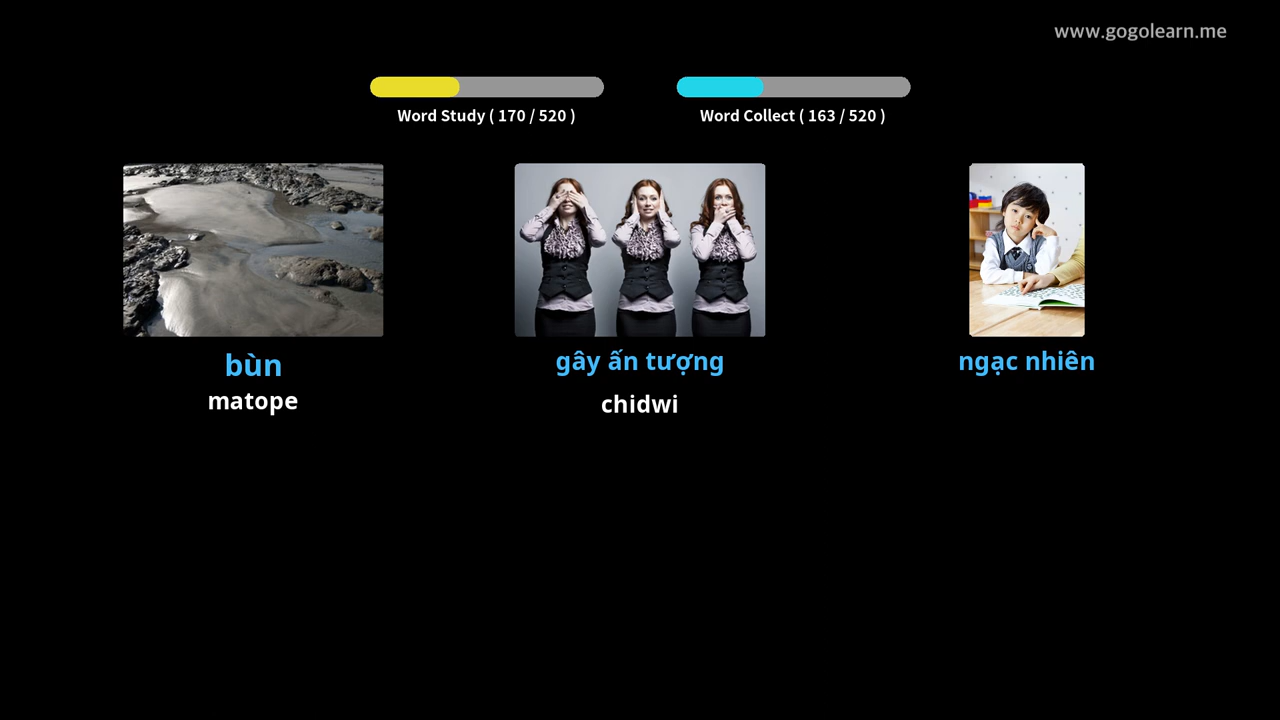 www.gogolearn.me
Word Study ( 170 / 520 )
Word Collect ( 163 / 520 )
bùn
matope
gây ấn tượng
chidwi
ngạc nhiên